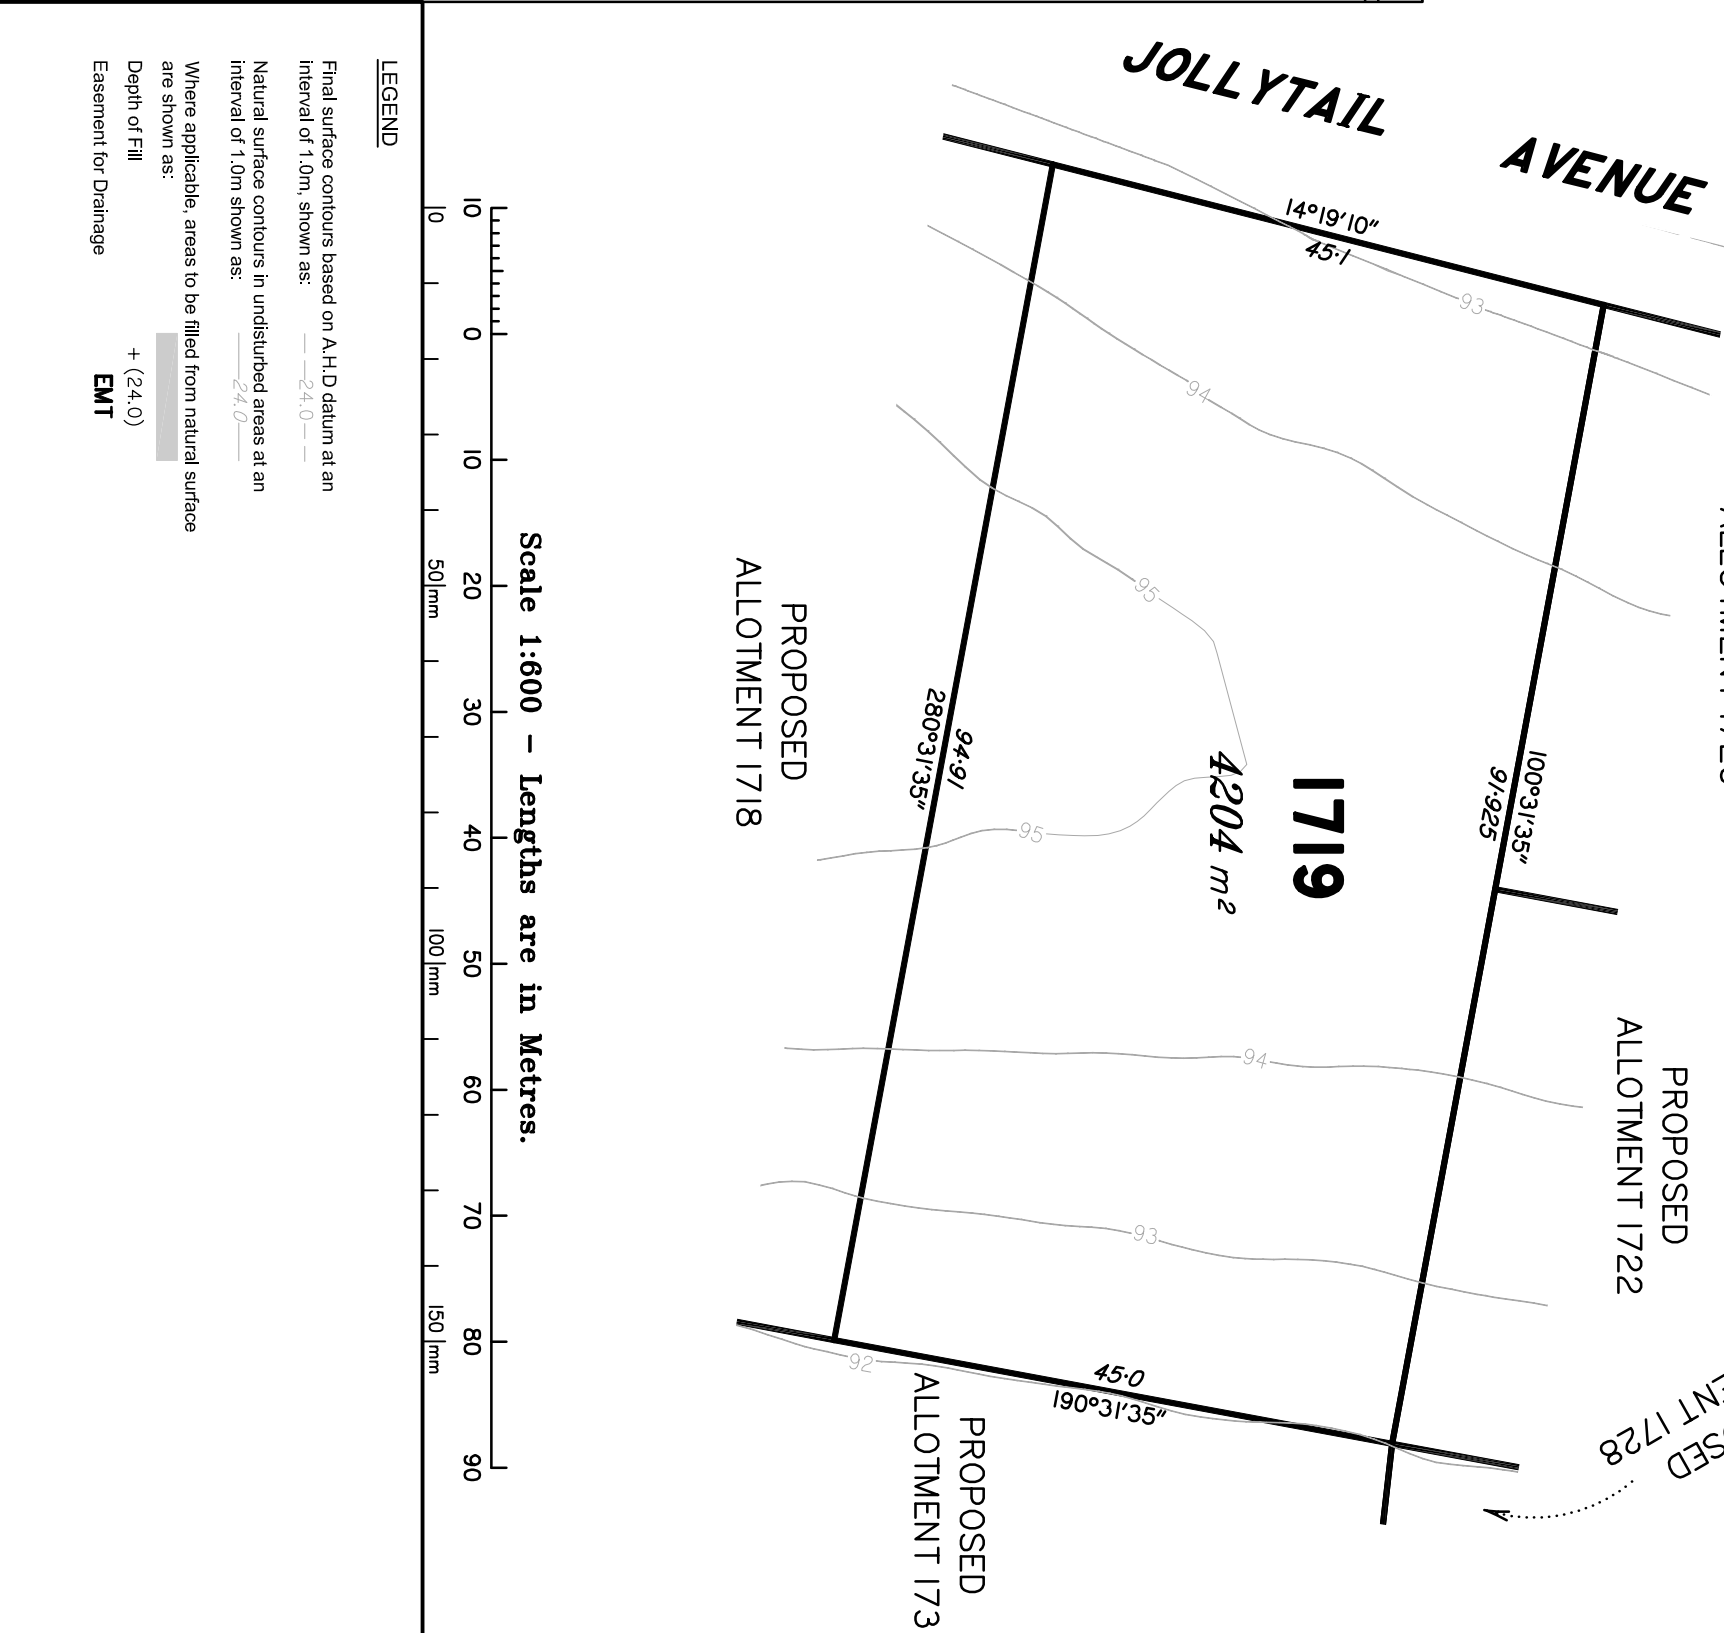 JOLLYTAIL AVENUE
14°19'10"
45·1
93
94
95
95
94
93
92
1719
4204 m²
94·91
280°31'35"
100°31'35"
91·925
45·0
190°31'35"
PROPOSED
ALLOTMENT 1718
PROPOSED
ALLOTMENT 1722
PROPOSED
ALLOTMENT 173
1728
Scale 1:600 – Lengths are in Metres.
10 0 10 20 30 40 50 60 70 80 90
0 50 mm 100 mm 150 mm
LEGEND
Final surface contours based on A.H.D datum at an
interval of 1.0m, shown as: 24.0
Natural surface contours in undisturbed areas at an
interval of 1.0m shown as: 24.0
Where applicable, areas to be filled from natural surface
are shown as:
Depth of Fill + (24.0)
Easement for Drainage EMT